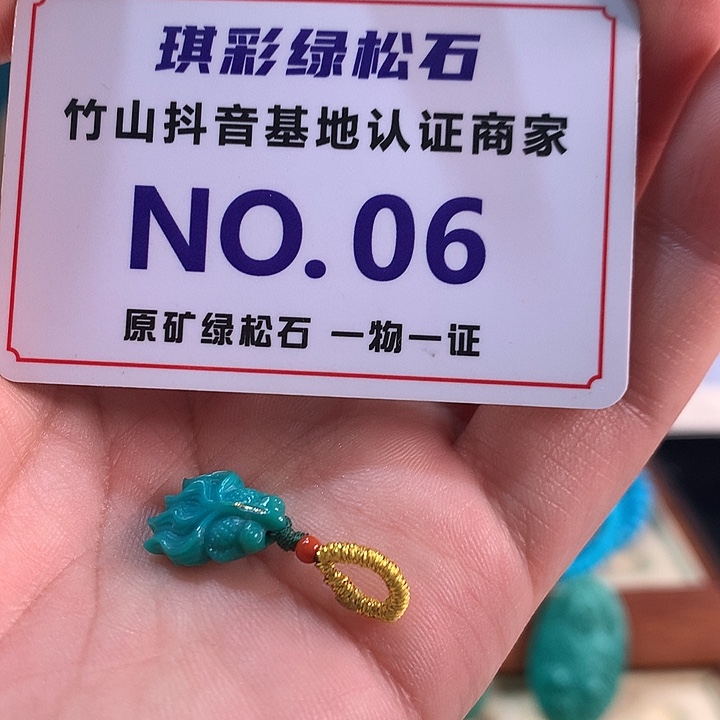 琪彩绿松石
竹山抖音基地认证商家
NO. 06
原矿绿松石 一物一证